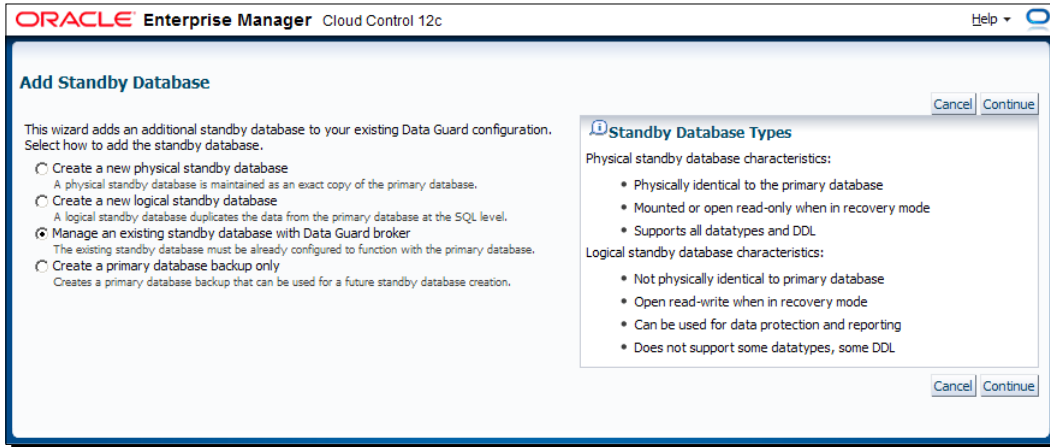 ORACLE Enterprise Manager Cloud Control 12c
Help
Add Standby Database
Cancel Continue
This wizard adds an additional standby database to your existing Data Guard configuration.
Select how to add the standby database.
Create a new physical standby database
A physical standby database is maintained as an exact copy of the primary database.
Create a new logical standby database
A logical standby database duplicates the data from the primary database at the SQL level.
Manage an existing standby database with Data Guard broker
The existing standby database must be already configured to function with the primary database.
Create a primary database backup only
Creates a primary database backup that can be used for a future standby database creation.
Standby Database Types
Physical standby database characteristics:
• Physically identical to the primary database
• Mounted or open read-only when in recovery mode
• Supports all datatypes and DDL
Logical standby database characteristics:
• Not physically identical to primary database
• Open read-write when in recovery mode
• Can be used for data protection and reporting
• Does not support some datatypes, some DDL
Cancel Continue